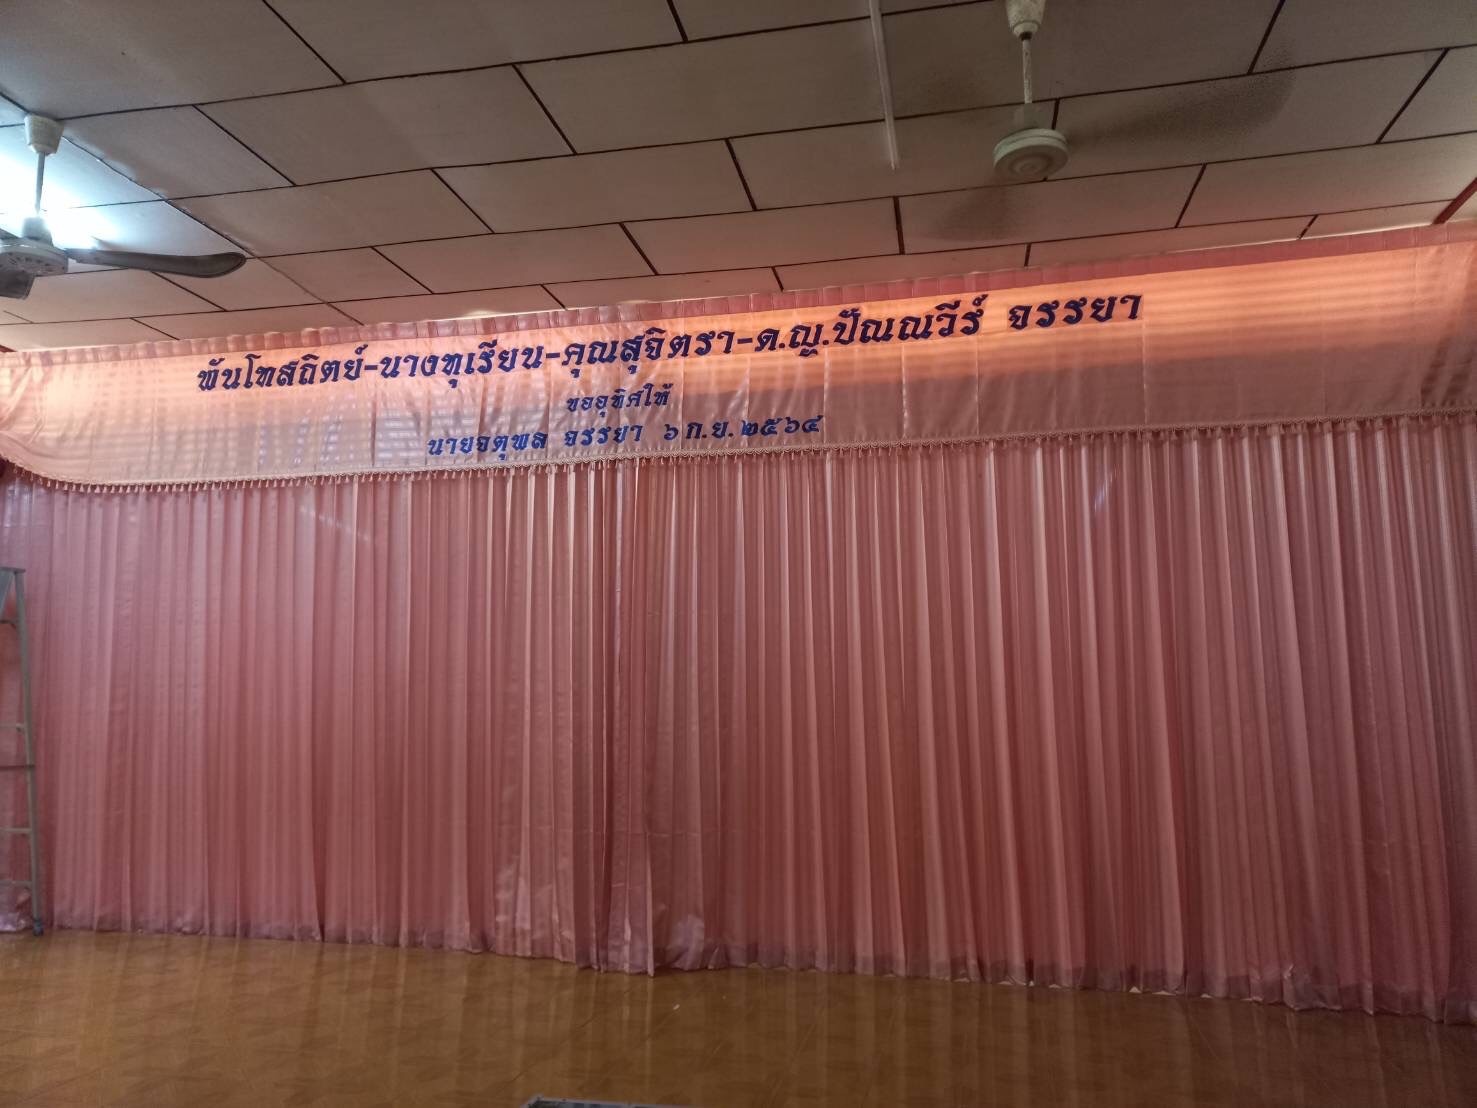 พันโทสถิตย์-นางทุเรียน-คุณสุจิตรา-ด.ญ.ปัณณวีร์ จรรยา
ขออุทิศให้
นายจตุพล จรรยา ๖ ก.ย. ๒๕๖๔